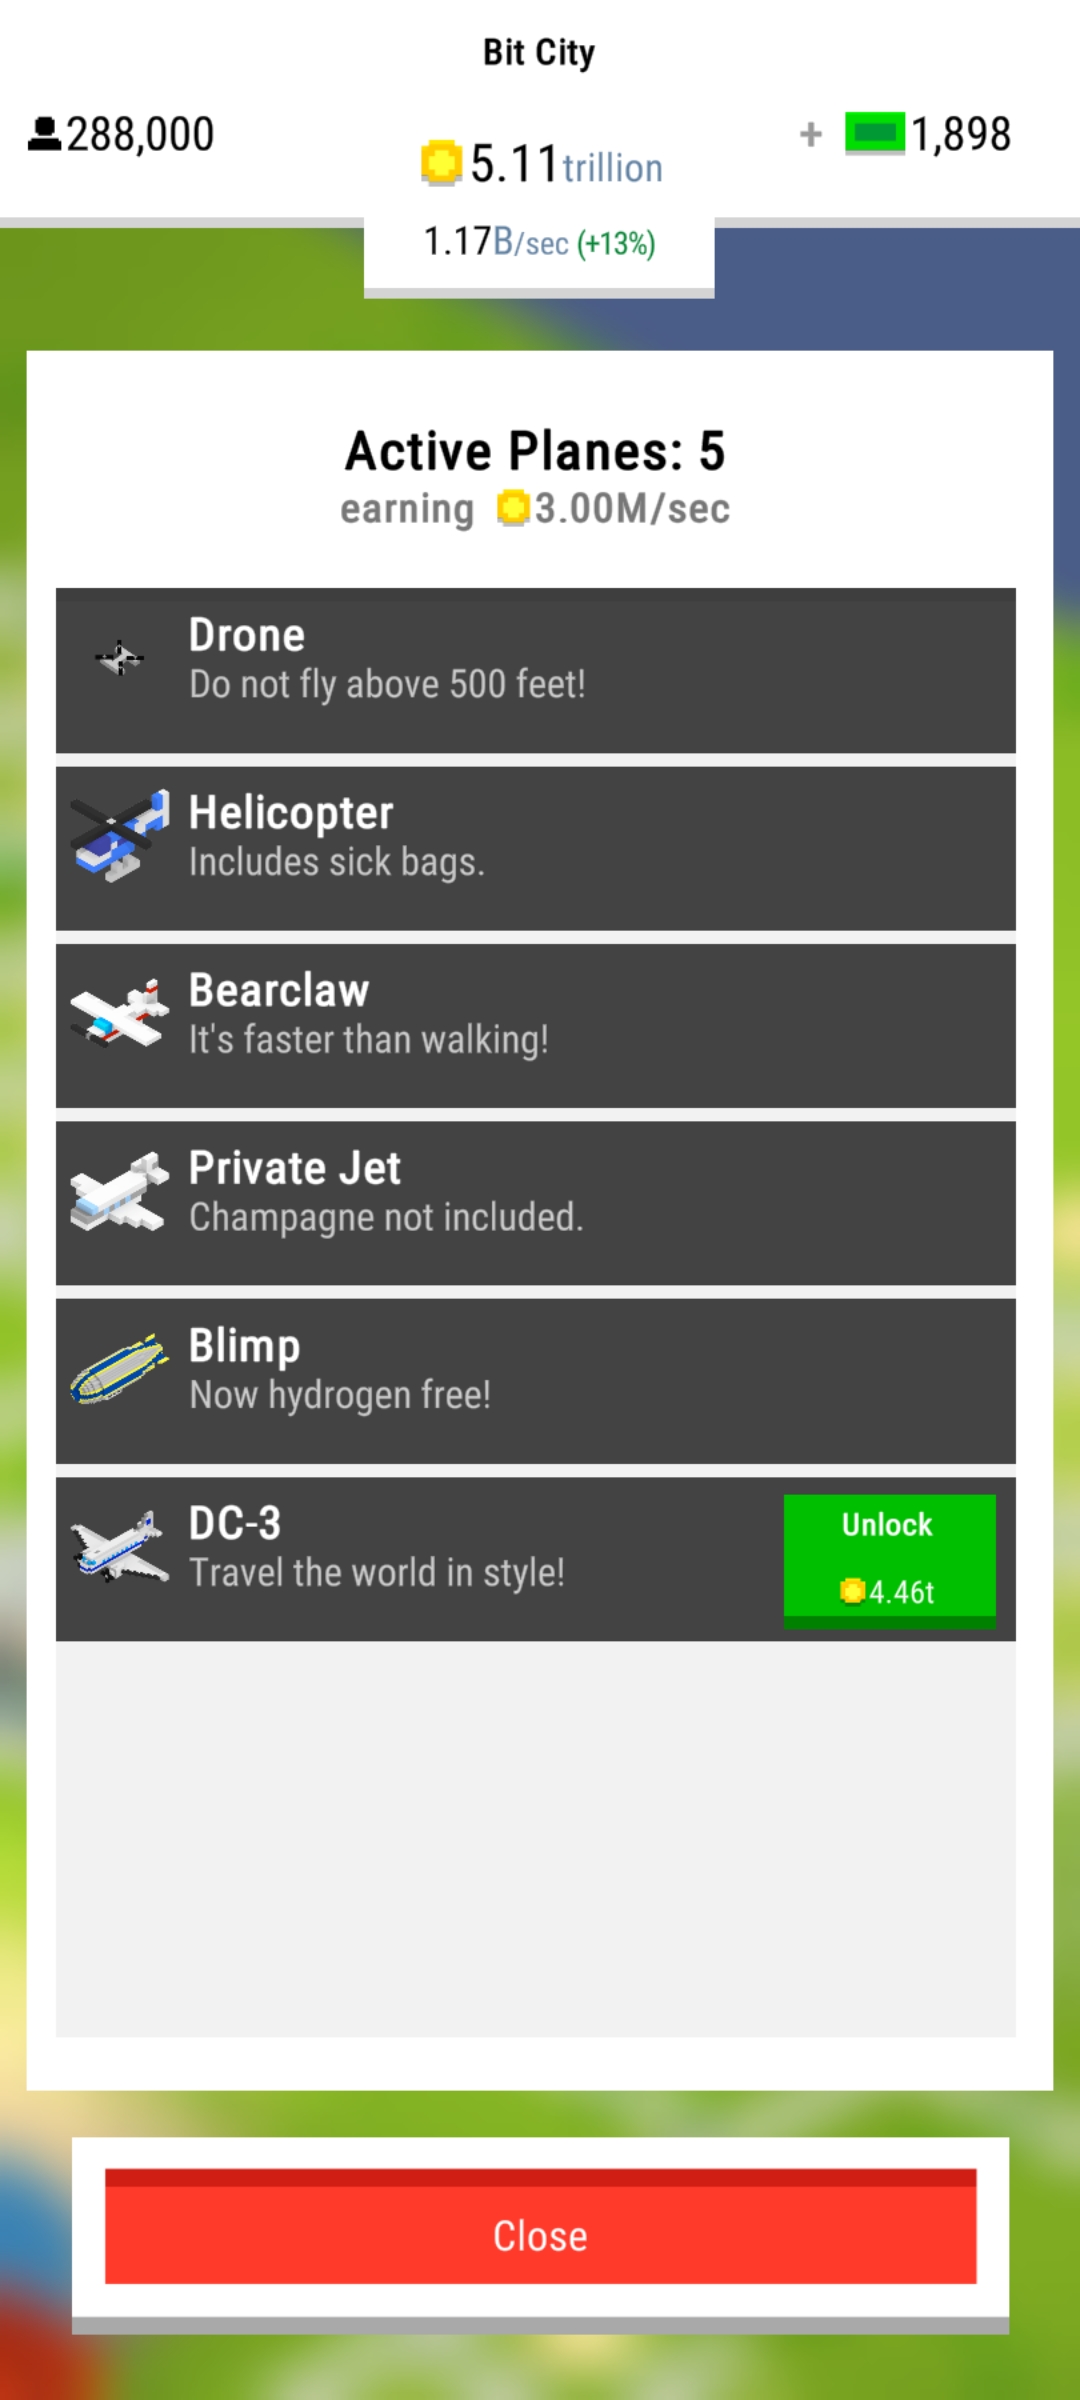 Bit City
288,000
5.11trillion
+ 1,898
1.17B/sec (+13%)
Active Planes: 5
earning 3.00M/sec
Drone
Do not fly above 500 feet!
Helicopter
Includes sick bags.
Bearclaw
It's faster than walking!
Private Jet
Champagne not included.
Blimp
Now hydrogen free!
DC-3
Travel the world in style!
Unlock
4.46t
Close